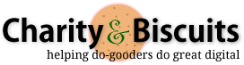 Charity & Biscuits
helping do-gooders do great digital